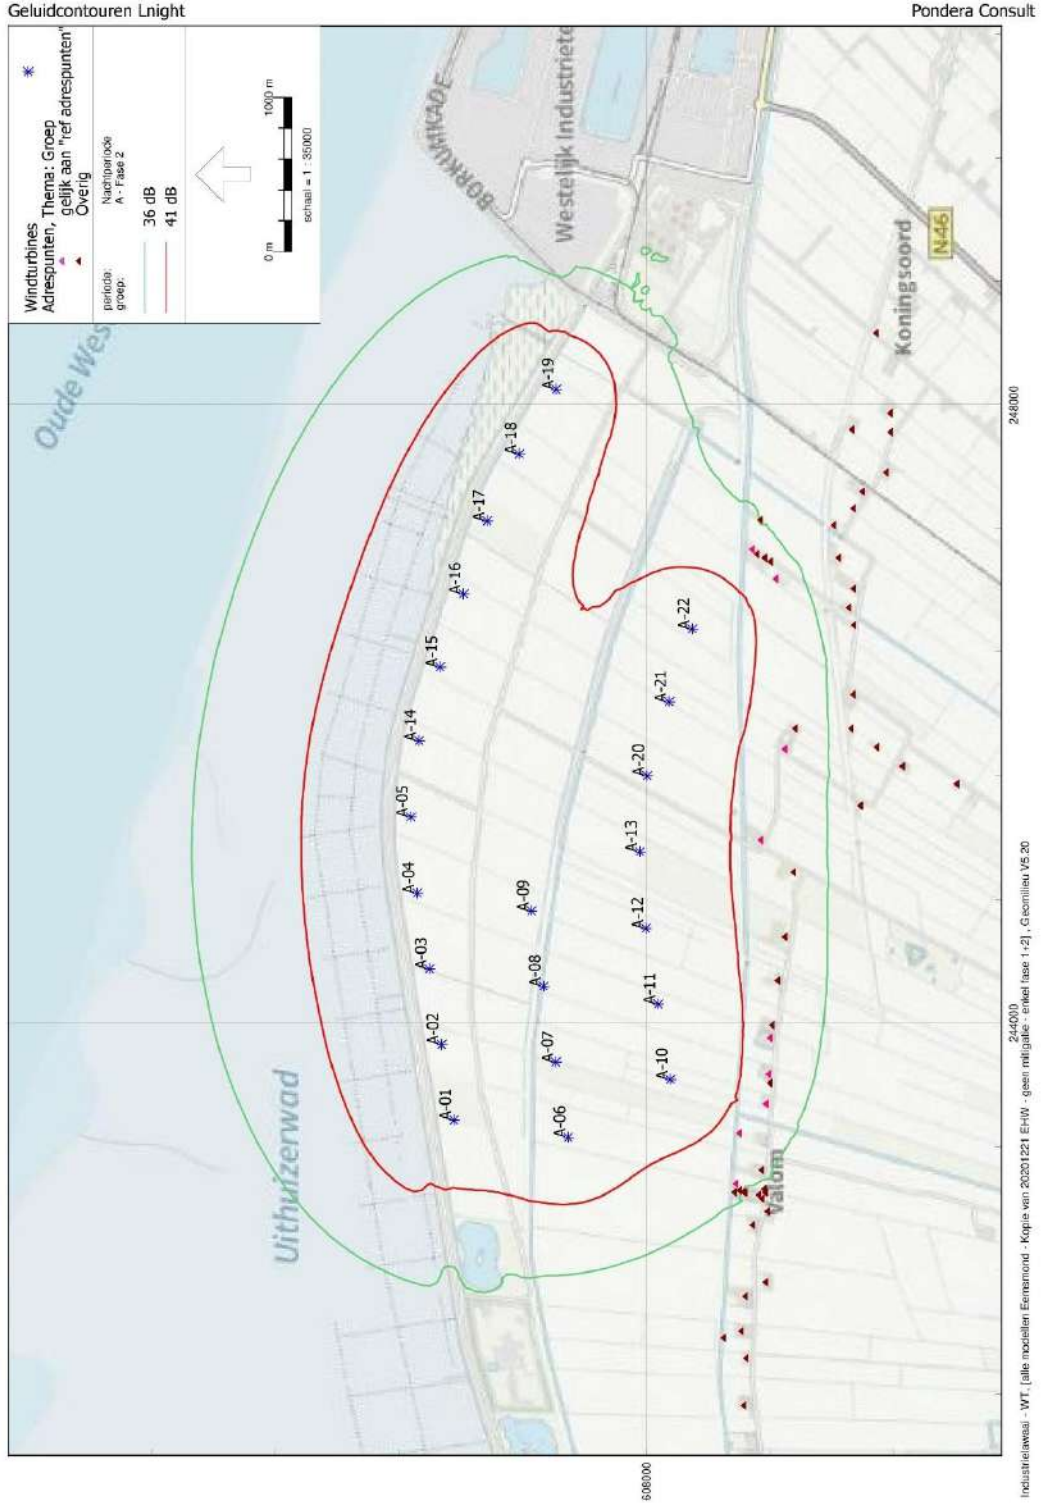 Geluidcontouren Lnight
Pondera Consult
Windturbines
Adrespunten, Thema: Groep
gelijk aan "ref adrespunten"
Overig
periode: Nachtperiode
groep: A - Fase 2
36 dB
41 dB
0 m
1000 m
schaal = 1 : 35000
Oude Wes
Uithuizerwad
BORKUMKADE
Westelijk Industriete
Koningsoord
N46
Valom
A-01
A-02
A-03
A-04
A-05
A-14
A-15
A-16
A-17
A-18
A-19
A-06
A-07
A-08
A-09
A-10
A-11
A-12
A-13
A-20
A-21
A-22
244000
248000
608000
Industrielawaai - WT, [alle modellen Eemsmond - Kopie van 20201221 EHW - geen mitigatie - enkel fase 1+2] , Geomilieu V5.20